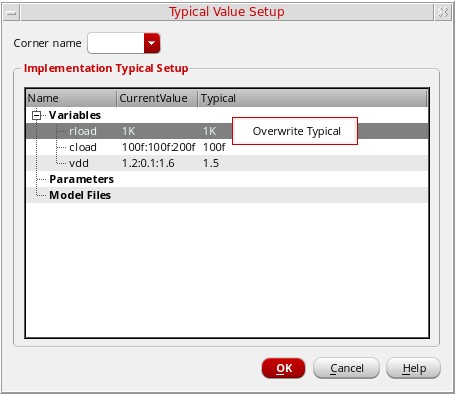 Typical Value Setup
Corner name
Implementation Typical Setup
Name CurrentValue Typical
Variables
rload 1K 1K Overwrite Typical
cload 100f:100f:200f 100f
vdd 1.2:0.1:1.6 1.5
Parameters
Model Files
OK Cancel Help